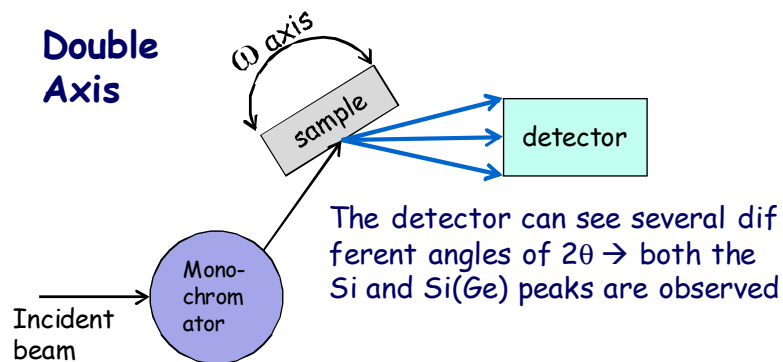 Double
Axis
ω axis
sample
detector
The detector can see several dif
ferent angles of 2θ → both the
Si and Si(Ge) peaks are observed
Mono-
chrom
ator
Incident
beam